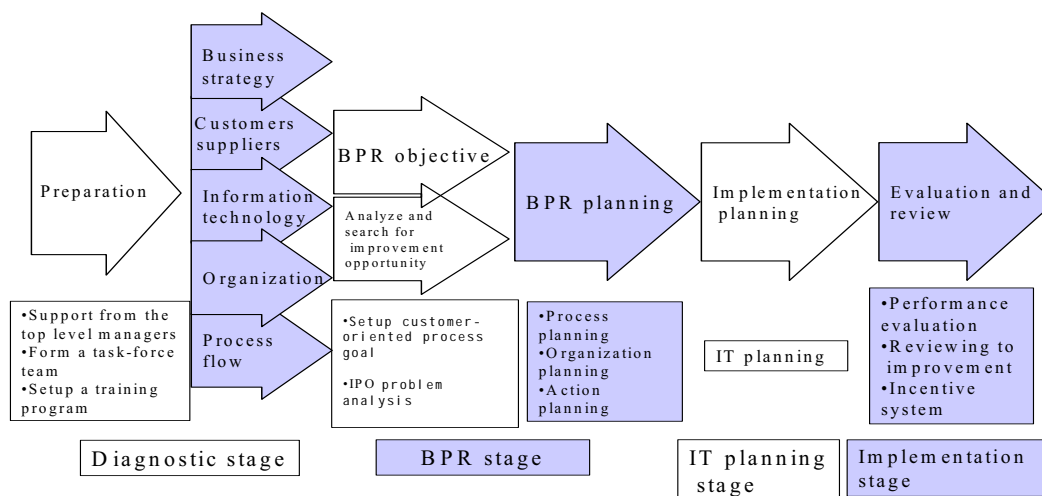 Preparation
Business
strategy
Customers
suppliers
Information
technology
Organization
Process
flow
BPR objective
Analyze and
search for
improvement
opportunity
BPR planning
Implementation
planning
Evaluation and
review
•Support from the
top level managers
•Form a task-force
team
•Setup a training
program
•Setup customer-
oriented process
goal
•IPO problem
analysis
•Process
planning
•Organization
planning
•Action
planning
IT planning
•Performance
evaluation
•Reviewing to
improvement
•Incentive
system
Diagnostic stage
BPR stage
IT planning
stage
Implementation
stage